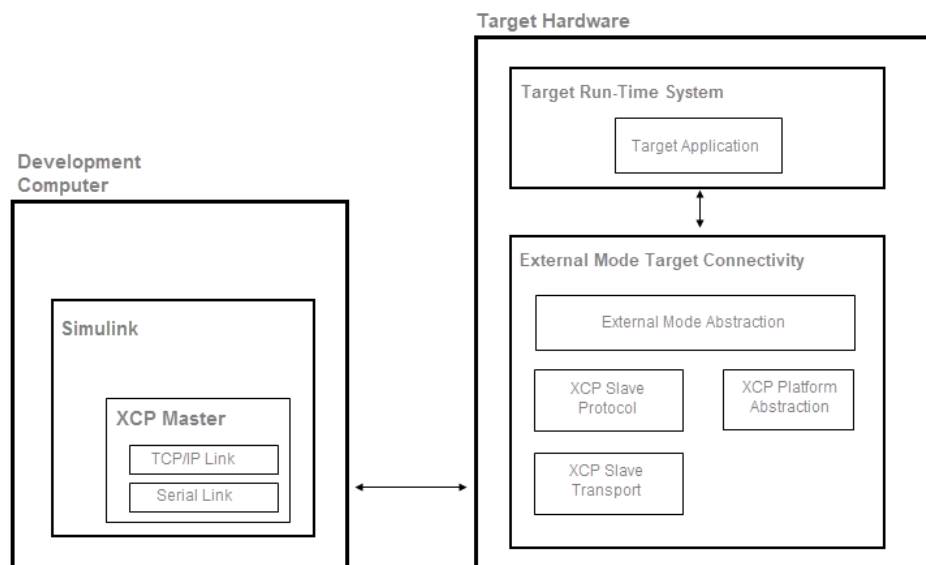 Target Hardware
Target Run-Time System
Target Application
Development
Computer
External Mode Target Connectivity
External Mode Abstraction
Simulink
XCP Slave
Protocol
XCP Platform
Abstraction
XCP Master
TCP/IP Link
Serial Link
XCP Slave
Transport